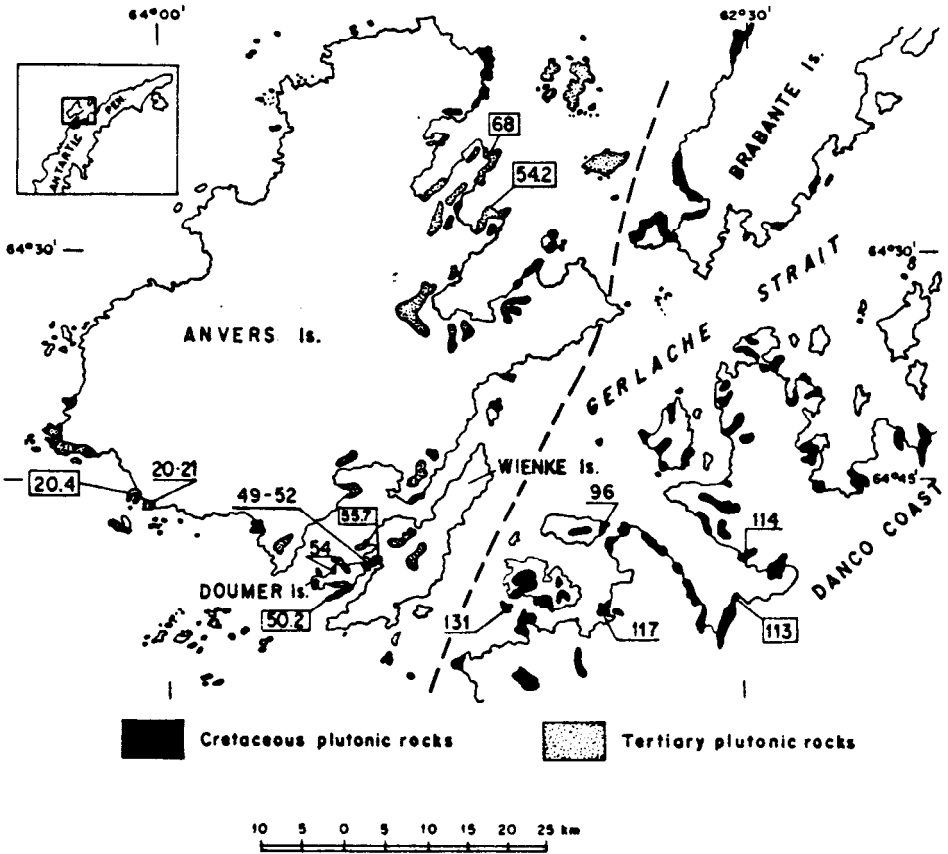 64°00'
62°30'
ANTARTIC
PEN
BRABANTE Is.
68
54.2
64°30'
64°30'
GERLACHE STRAIT
ANVERS Is.
WIENKE Is.
64°45'
20.4
20-21
49-52
55.7
96
114
54
DANCO COAST
DOUMER Is.
50.2
131
117
113
Cretaceous plutonic rocks
Tertiary plutonic rocks
10 5 0 5 10 15 20 25 km